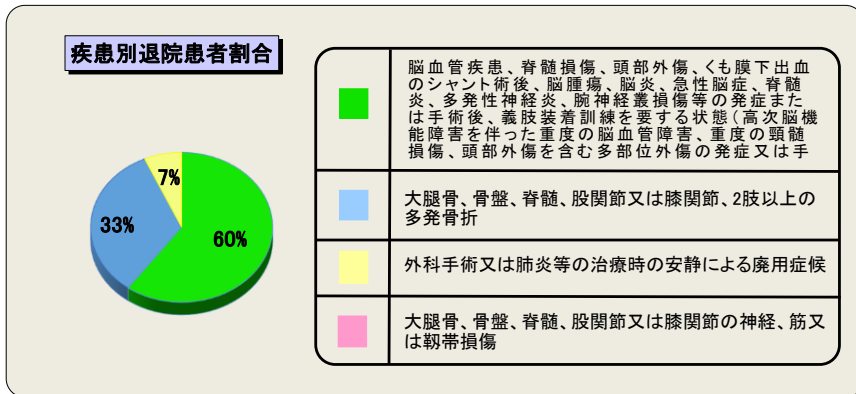 疾患別退院患者割合
7%
33%
60%
脳血管疾患、脊髄損傷、頭部外傷、くも膜下出血
のシャント術後、脳腫瘍、脳炎、急性脳症、脊髄
炎、多発性神経炎、腕神経叢損傷等の発症また
は手術後、義肢装着訓練を要する状態（高次脳機
能障害を伴った重度の脳血管障害、重度の頸髄
損傷、頭部外傷を含む多部位外傷の発症又は手
大腿骨、骨盤、脊髄、股関節又は膝関節、2肢以上の
多発骨折
外科手術又は肺炎等の治療時の安静による廃用症候
大腿骨、骨盤、脊髄、股関節又は膝関節の神経、筋又
は靱帯損傷